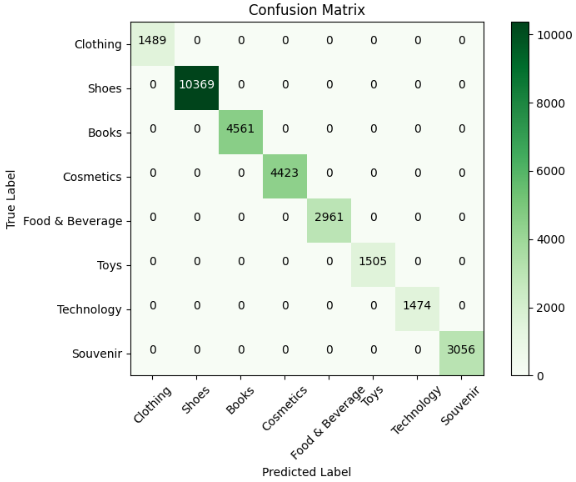 Confusion Matrix
Clothing 1489 0 0 0 0 0 0 0
Shoes 0 10369 0 0 0 0 0 0
Books 0 0 4561 0 0 0 0 0
Cosmetics 0 0 0 4423 0 0 0 0
Food & Beverage 0 0 0 0 2961 0 0 0
Toys 0 0 0 0 0 1505 0 0
Technology 0 0 0 0 0 0 1474 0
Souvenir 0 0 0 0 0 0 0 3056
True Label
Clothing Shoes Books Cosmetics Food & Beverage Toys Technology Souvenir
Predicted Label
10000
8000
6000
4000
2000
0